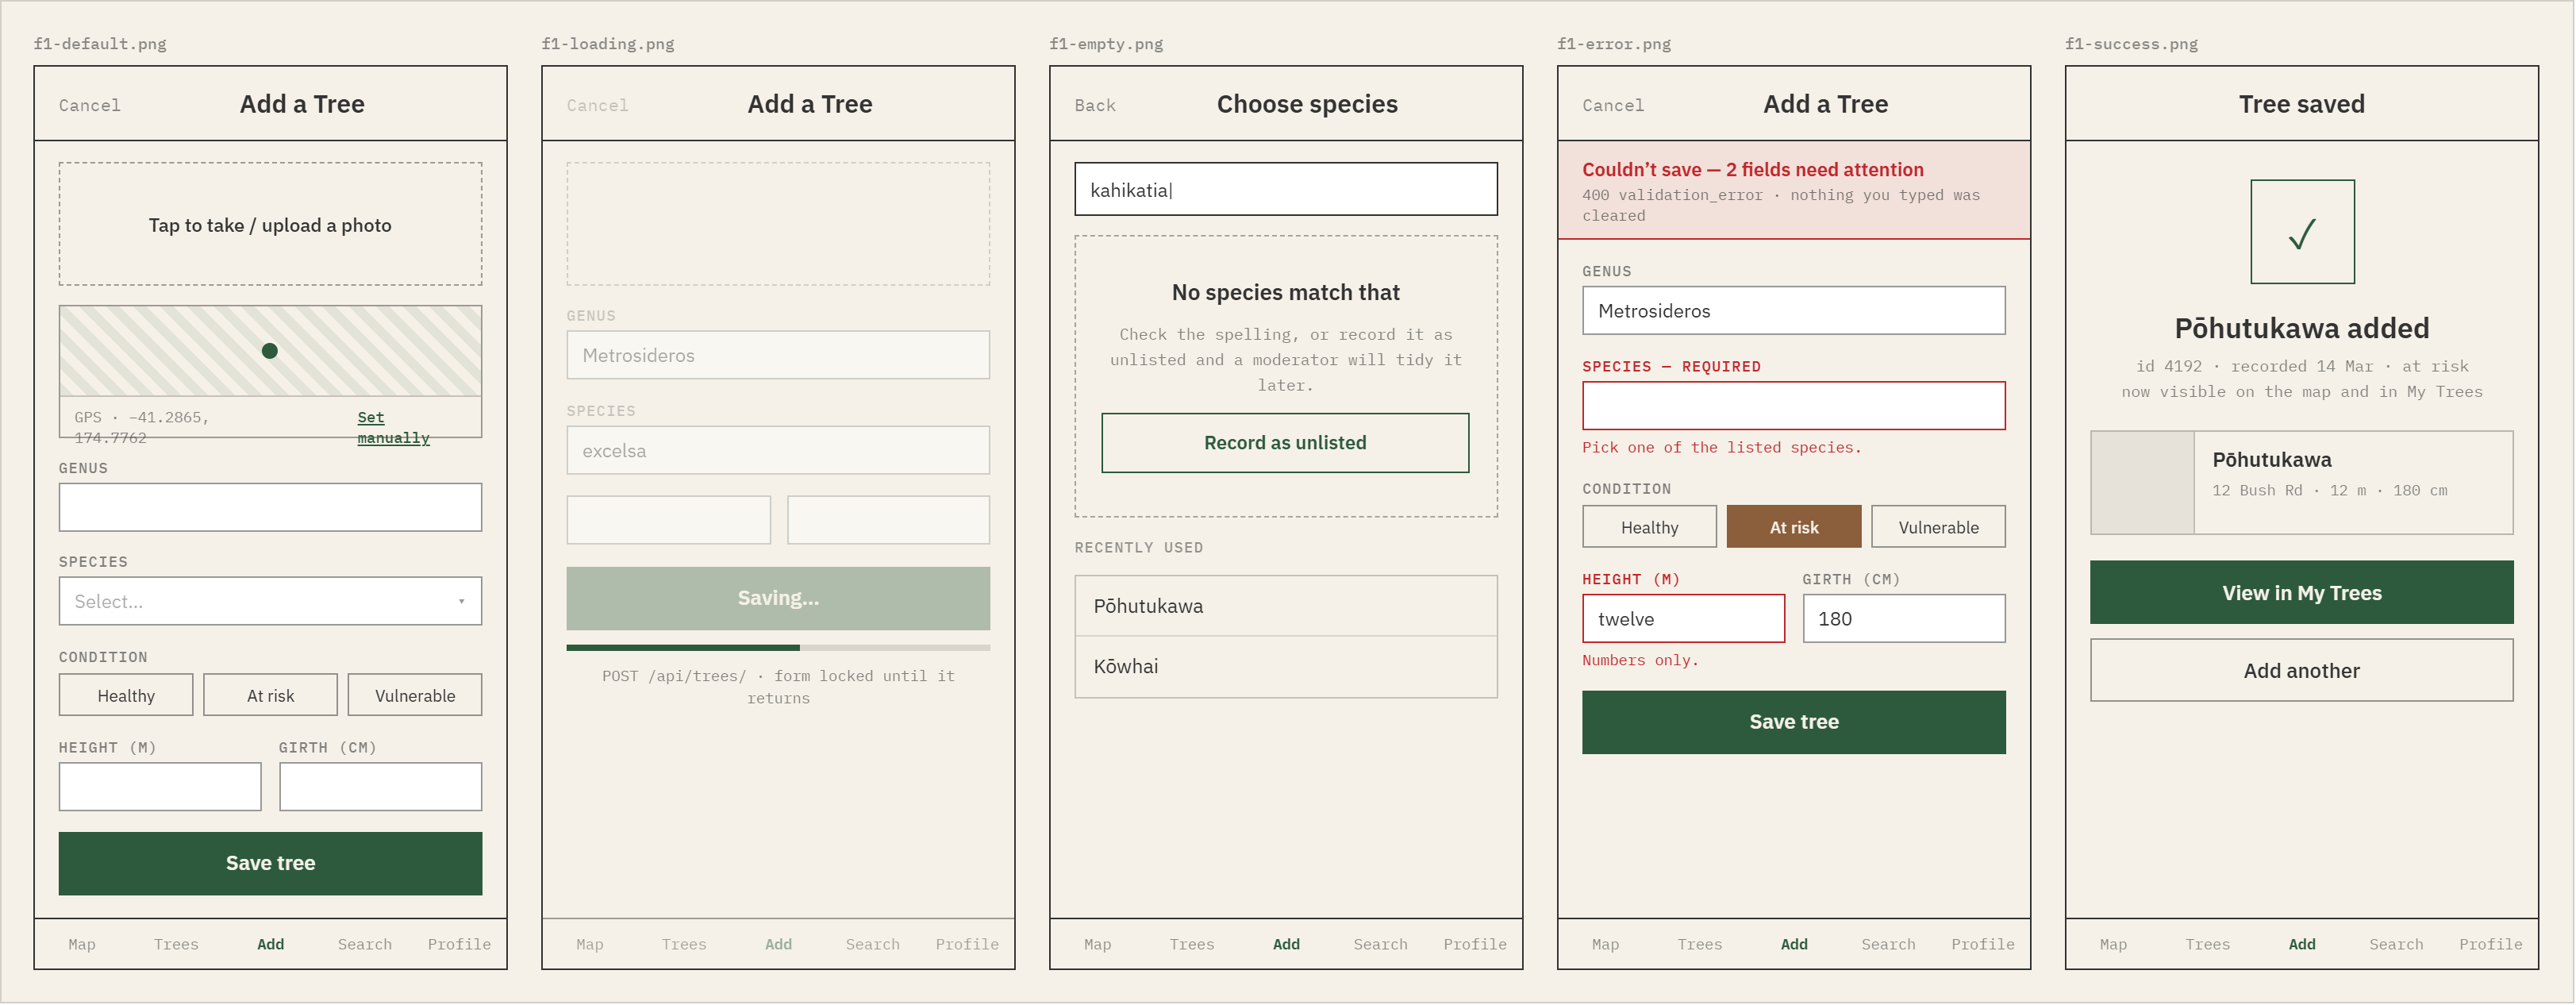 f1-default.png
Cancel
Add a Tree
Tap to take / upload a photo
GPS · −41.2865,
174.7762
Set
manually
GENUS
SPECIES
Select…
▾
CONDITION
Healthy
At risk
Vulnerable
HEIGHT (M)
GIRTH (CM)
Save tree
Map
Trees
Add
Search
Profile
f1-loading.png
Cancel
Add a Tree
GENUS
Metrosideros
SPECIES
excelsa
Saving…
POST /api/trees/ · form locked until it
returns
Map
Trees
Add
Search
Profile
f1-empty.png
Back
Choose species
kahikatia|
No species match that
Check the spelling, or record it as
unlisted and a moderator will tidy it
later.
Record as unlisted
RECENTLY USED
Pōhutukawa
Kōwhai
Map
Trees
Add
Search
Profile
f1-error.png
Cancel
Add a Tree
Couldn’t save — 2 fields need attention
400 validation_error · nothing you typed was
cleared
GENUS
Metrosideros
SPECIES — REQUIRED
Pick one of the listed species.
CONDITION
Healthy
At risk
Vulnerable
HEIGHT (M)
GIRTH (CM)
twelve
180
Numbers only.
Save tree
Map
Trees
Add
Search
Profile
f1-success.png
Tree saved
✓
Pōhutukawa added
id 4192 · recorded 14 Mar · at risk
now visible on the map and in My Trees
Pōhutukawa
12 Bush Rd · 12 m · 180 cm
View in My Trees
Add another
Map
Trees
Add
Search
Profile